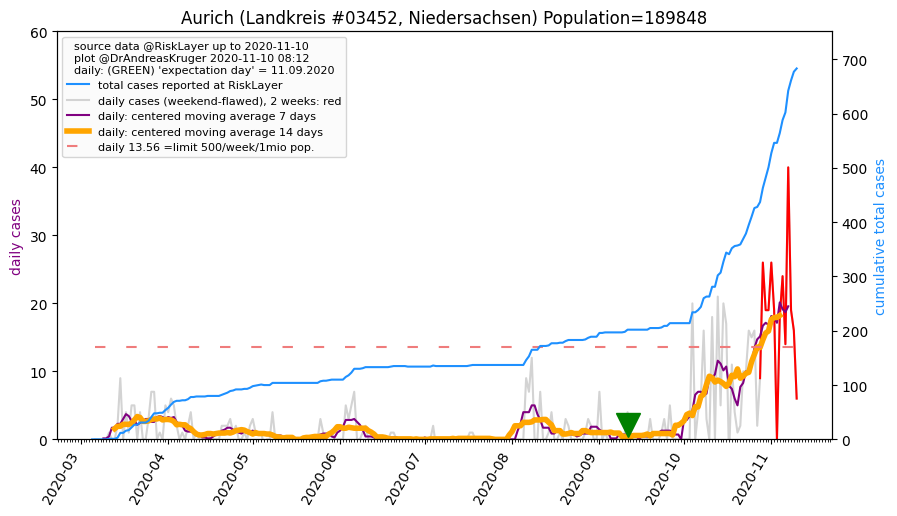 Aurich (Landkreis #03452, Niedersachsen) Population=189848
source data @RiskLayer up to 2020-11-10
plot @DrAndreasKruger 2020-11-10 08:12
daily: (GREEN) 'expectation day' = 11.09.2020
total cases reported at RiskLayer
daily cases (weekend-flawed), 2 weeks: red
daily: centered moving average 7 days
daily: centered moving average 14 days
daily 13.56 =limit 500/week/1mio pop.
daily cases
60
50
40
30
20
10
0
cumulative total cases
700
600
500
400
300
200
100
0
2020-03
2020-04
2020-05
2020-06
2020-07
2020-08
2020-09
2020-10
2020-11